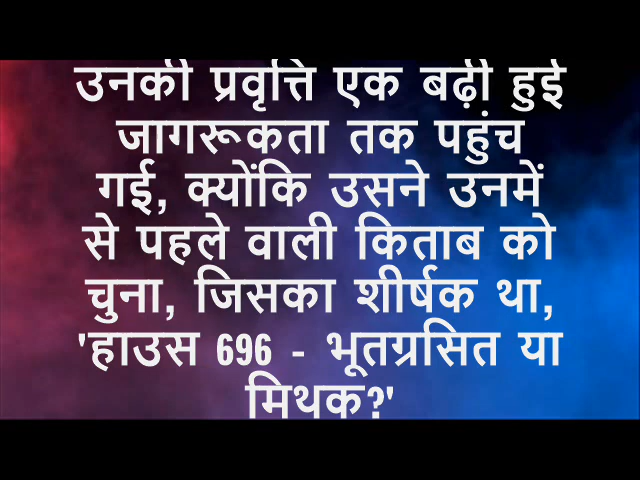 उनकी प्रवृत्ति एक बढ़ी हुई
जागरूकता तक पहुंच
गई, क्योंकि उसने उनमें
से पहले वाली किताब को
चुना, जिसका शीर्षक था,
'हाउस 696 - भूतग्रसित या
मिथक?'